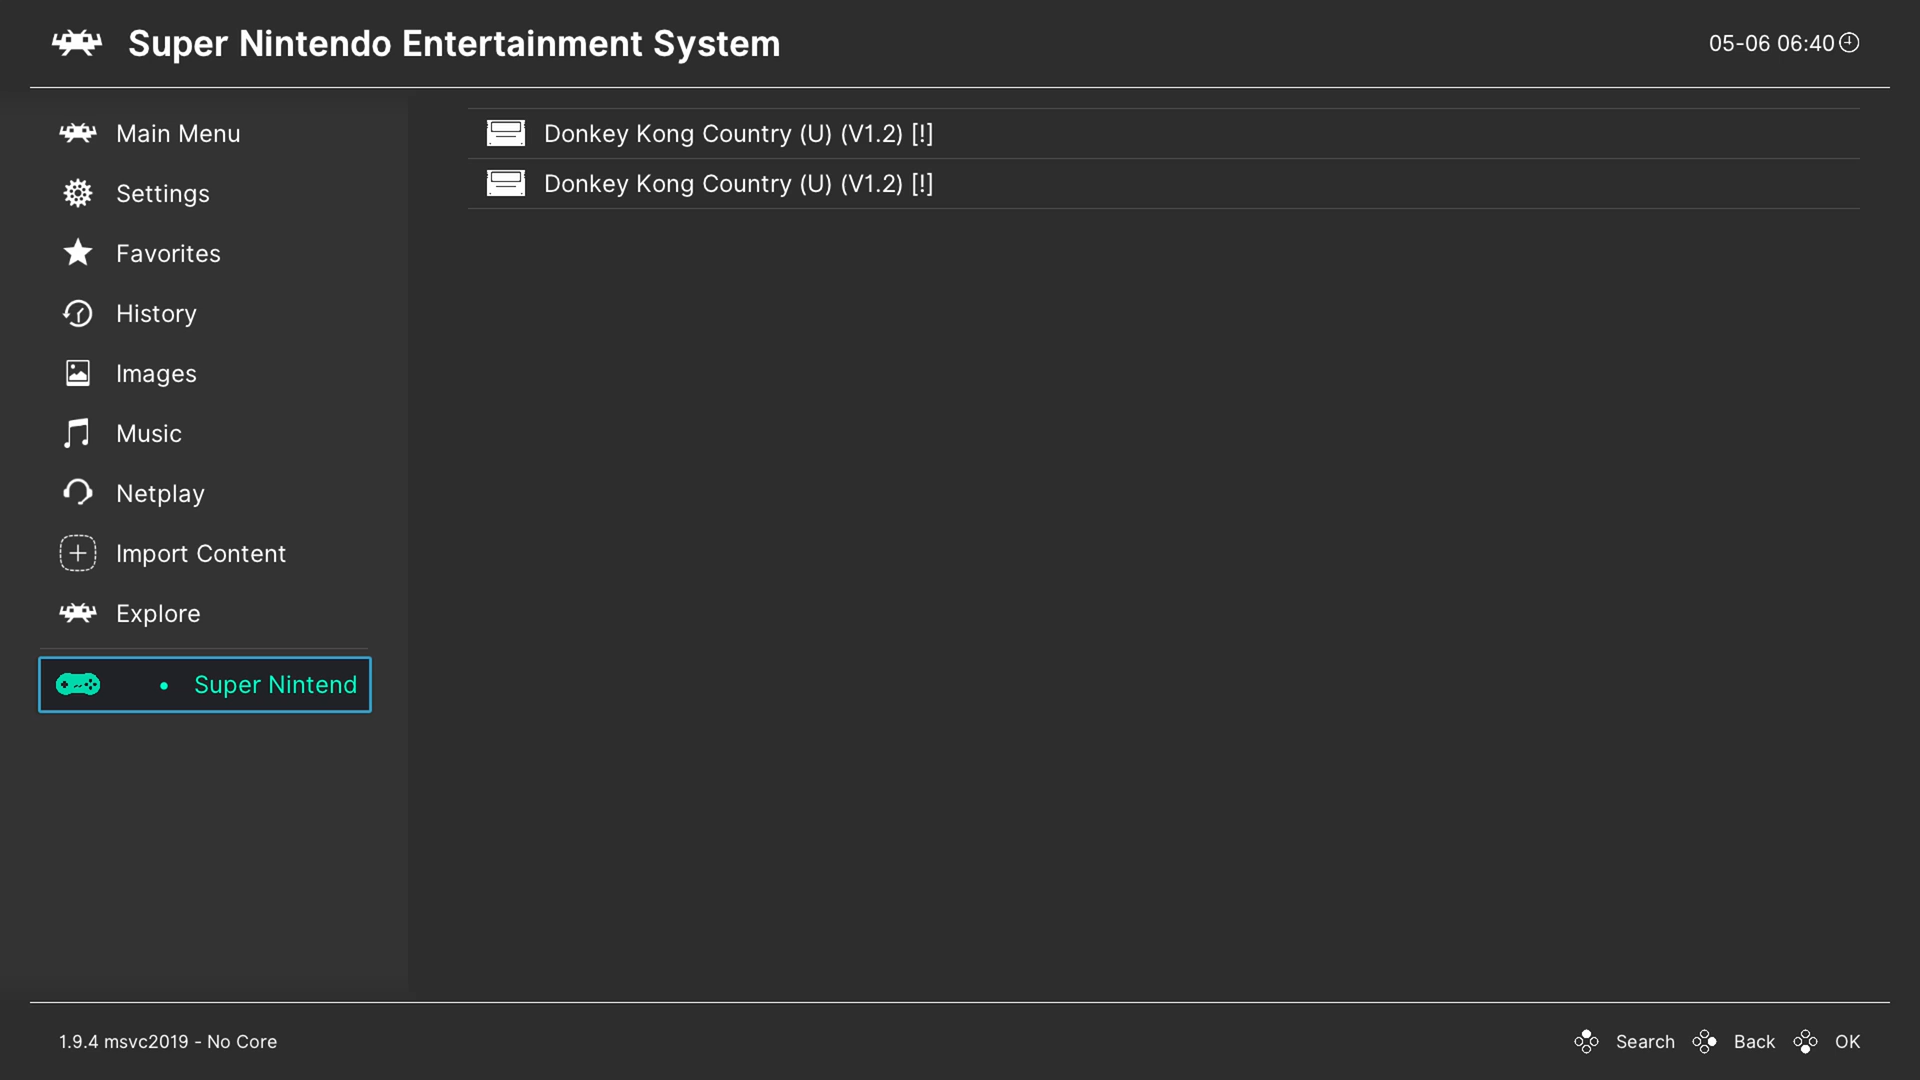 Super Nintendo Entertainment System
05-06 06:40
Main Menu
Settings
Favorites
History
Images
Music
Netplay
Import Content
Explore
• Super Nintend
Donkey Kong Country (U) (V1.2) [!]
Donkey Kong Country (U) (V1.2) [!]
1.9.4 msvc2019 - No Core
Search Back OK